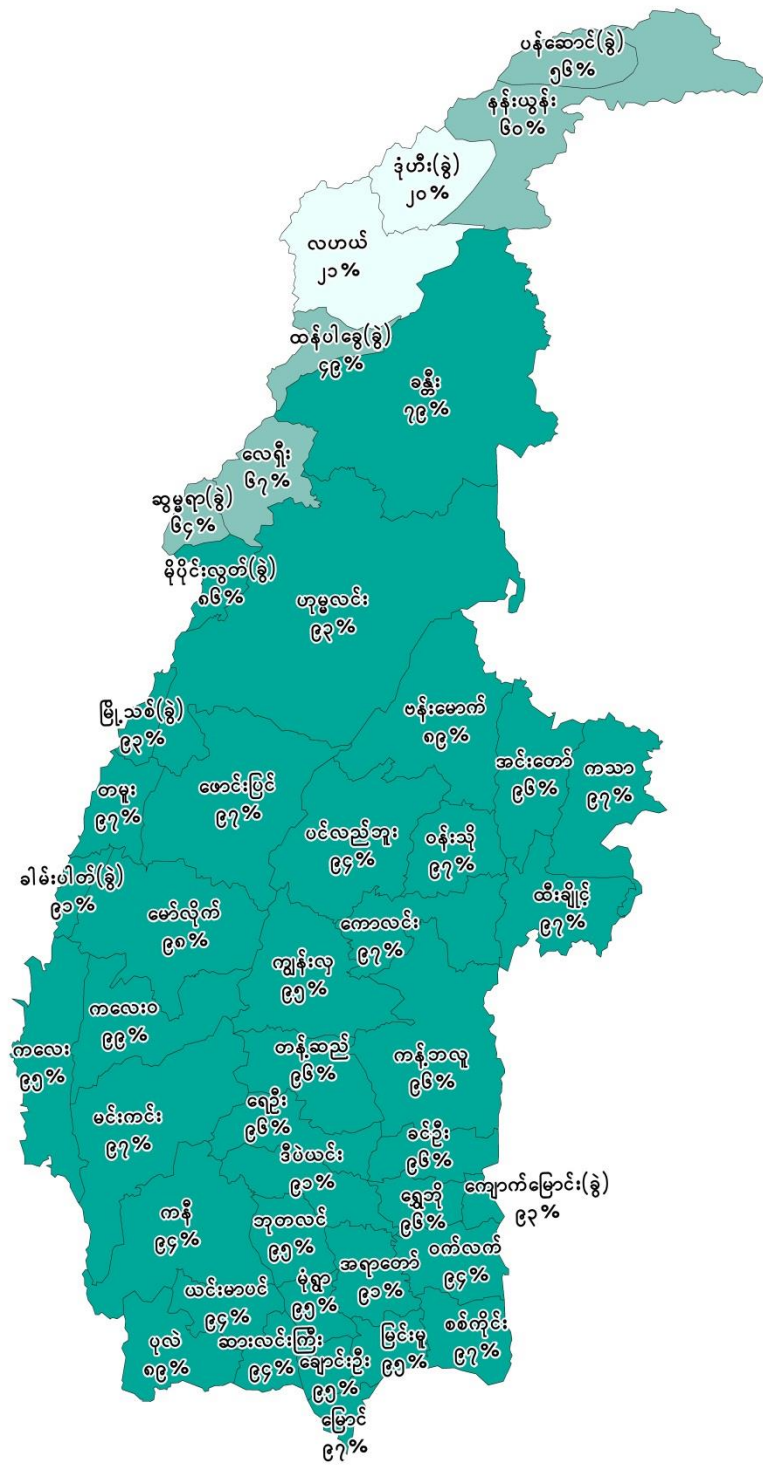 ပန်ဆောင်(ခွဲ)
၅၆%
နန်းယွန်း
၆၀%
ဒုံဟီး(ခွဲ)
၂၀%
လဟယ်
၂၁%
ထန်ပါခွေ(ခွဲ)
၄၉%
ခန္တီး
၇၉%
လေရှီး
၆၇%
ဆွမ္မရာ(ခွဲ)
၆၄%
မိုပိုင်းလွတ်(ခွဲ)
၈၆%
ဟုမ္မလင်း
၉၃%
မြို့သစ်(ခွဲ)
၉၃%
ဗန်းမောက်
၈၉%
အင်းတော်
၉၆%
ကသာ
၉၇%
တမူး
၉၇%
ဖောင်းပြင်
၉၇%
ပင်လည်ဘူး
၉၄%
ဝန်းသို
၉၇%
ခါမ်းပါတ်(ခွဲ)
၉၁%
မော်လိုက်
၉၈%
ထီးချိုင့်
၉၇%
ကောလင်း
၉၇%
ကျွန်းလှ
၉၅%
ကလေးဝ
၉၉%
ကလေး
၉၅%
တန့်ဆည်
၉၆%
ကန့်ဘလူ
၉၆%
မင်းကင်း
၉၇%
ရေဦး
၉၆%
ခင်ဦး
၉၆%
ဒီပဲယင်း
၉၁%
ကျောက်မြောင်း(ခွဲ)
၉၃%
ရွှေဘို
၉၆%
ကနီ
၉၄%
ဘုတလင်
၉၅%
ဝက်လက်
၉၄%
အရာတော်
၉၁%
မုံရွာ
၉၅%
ယင်းမာပင်
၉၄%
စစ်ကိုင်း
၉၇%
မြင်းမူ
၉၅%
ပုလဲ
၈၉%
ဆားလင်းကြီး
၉၄%
ချောင်းဦး
၉၅%
မြောင်
၉၇%